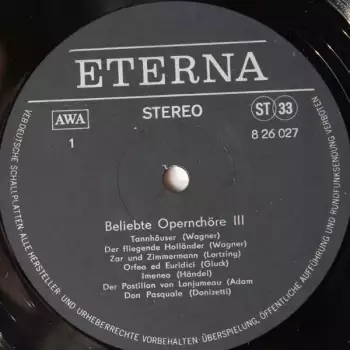 ETERNA
STEREO
ST 33
AWA
1
8 26 027
Beliebte Opernchöre III
Tannhäuser (Wagner)
Der fliegende Holländer (Wagner)
Zar und Zimmermann (Lortzing)
Orfeo ed Euridici (Gluck)
Imeneo (Händel)
Der Postillon von Lonjumeau (Adam
Don Pasquale (Donizetti)
VEB DEUTSCHE SCHALLPLATTEN·ALLE HERSTELLER- UND URHEBERRECHTE VORBEHALTEN·ÜBERSPIELUNG, ÖFFENTLICHE AUFFÜHRUNG UND RUNDFUNKSENDUNG VERBOTEN